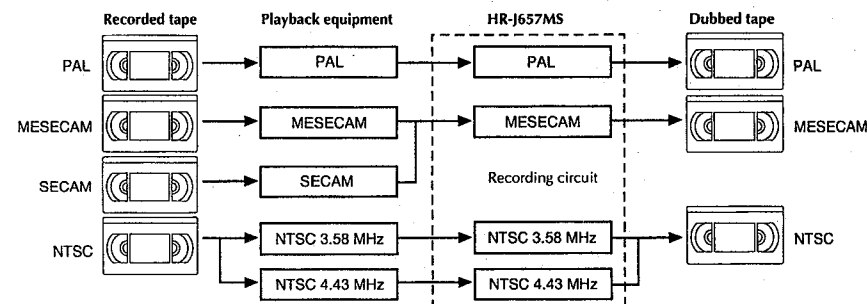 Recorded tape Playback equipment HR-J657MS Dubbed tape
PAL PAL PAL PAL
MESECAM MESECAM MESECAM MESECAM
SECAM SECAM Recording circuit
NTSC NTSC 3.58 MHz NTSC 3.58 MHz NTSC
NTSC 4.43 MHz NTSC 4.43 MHz